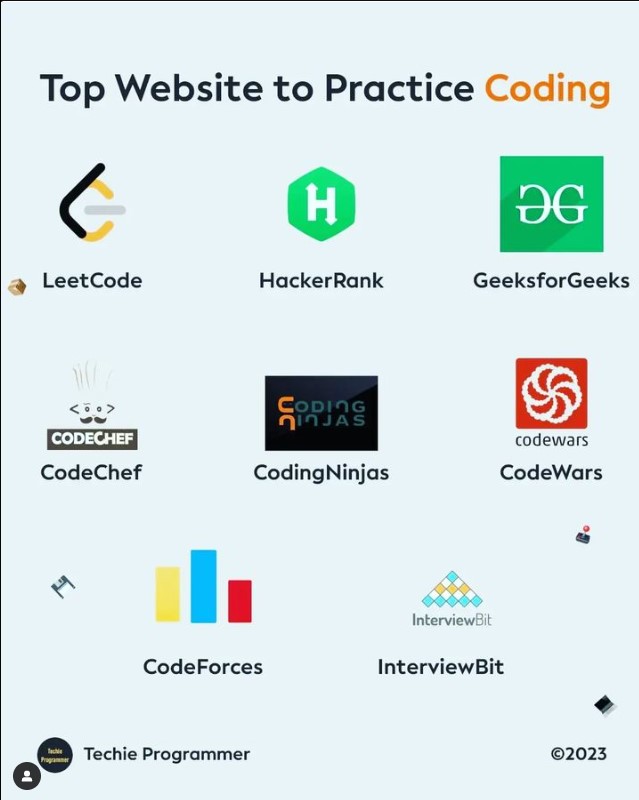 Top Website to Practice Coding
LeetCode
HackerRank
GeeksforGeeks
CODECHEF
CODING
NINJAS
codewars
CodeChef
CodingNinjas
CodeWars
InterviewBit
CodeForces
InterviewBit
Techie
Programmer
Techie Programmer
©2023